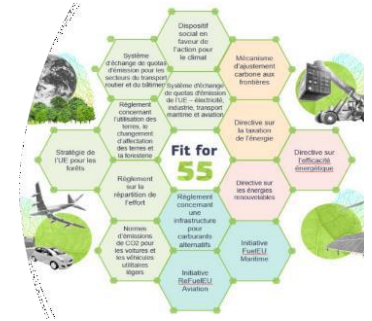 Dispositif
social en
faveur de
l'action pour
le climat
Système
d'échange de quotas
d'émission pour les
secteurs du transport
routier et du bâtiment
Système d'échange
de quotas d'émission
de l'UE – électricité,
industrie, transport
maritime et aviation
Mécanisme
d'ajustement
carbone aux
frontières
Règlement
concernant
l'utilisation des
terres, le
changement
d'affectation
des terres et
la foresterie
Directive sur
la taxation
de l'énergie
Stratégie de
l'UE pour les
forêts
Fit for
55
Directive sur
l'efficacité
énergétique
Règlement
sur la
répartition de
l'effort
Directive sur
les énergies
renouvelables
Règlement
concernant
une
infrastructure
pour
carburants
alternatifs
Normes
d'émissions
de CO2 pour
les voitures et
les véhicules
utilitaires
légers
Initiative
FuelEU
Maritime
Initiative
ReFuelEU
Aviation